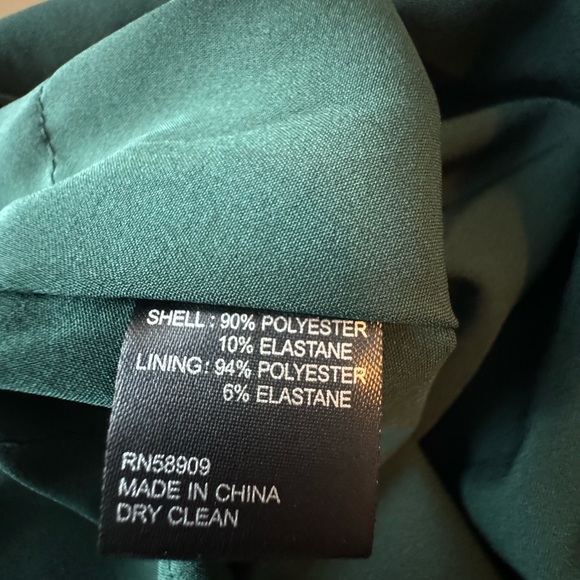 SHELL : 90% POLYESTER
10% ELASTANE
LINING : 94% POLYESTER
6% ELASTANE
RN58909
MADE IN CHINA
DRY CLEAN